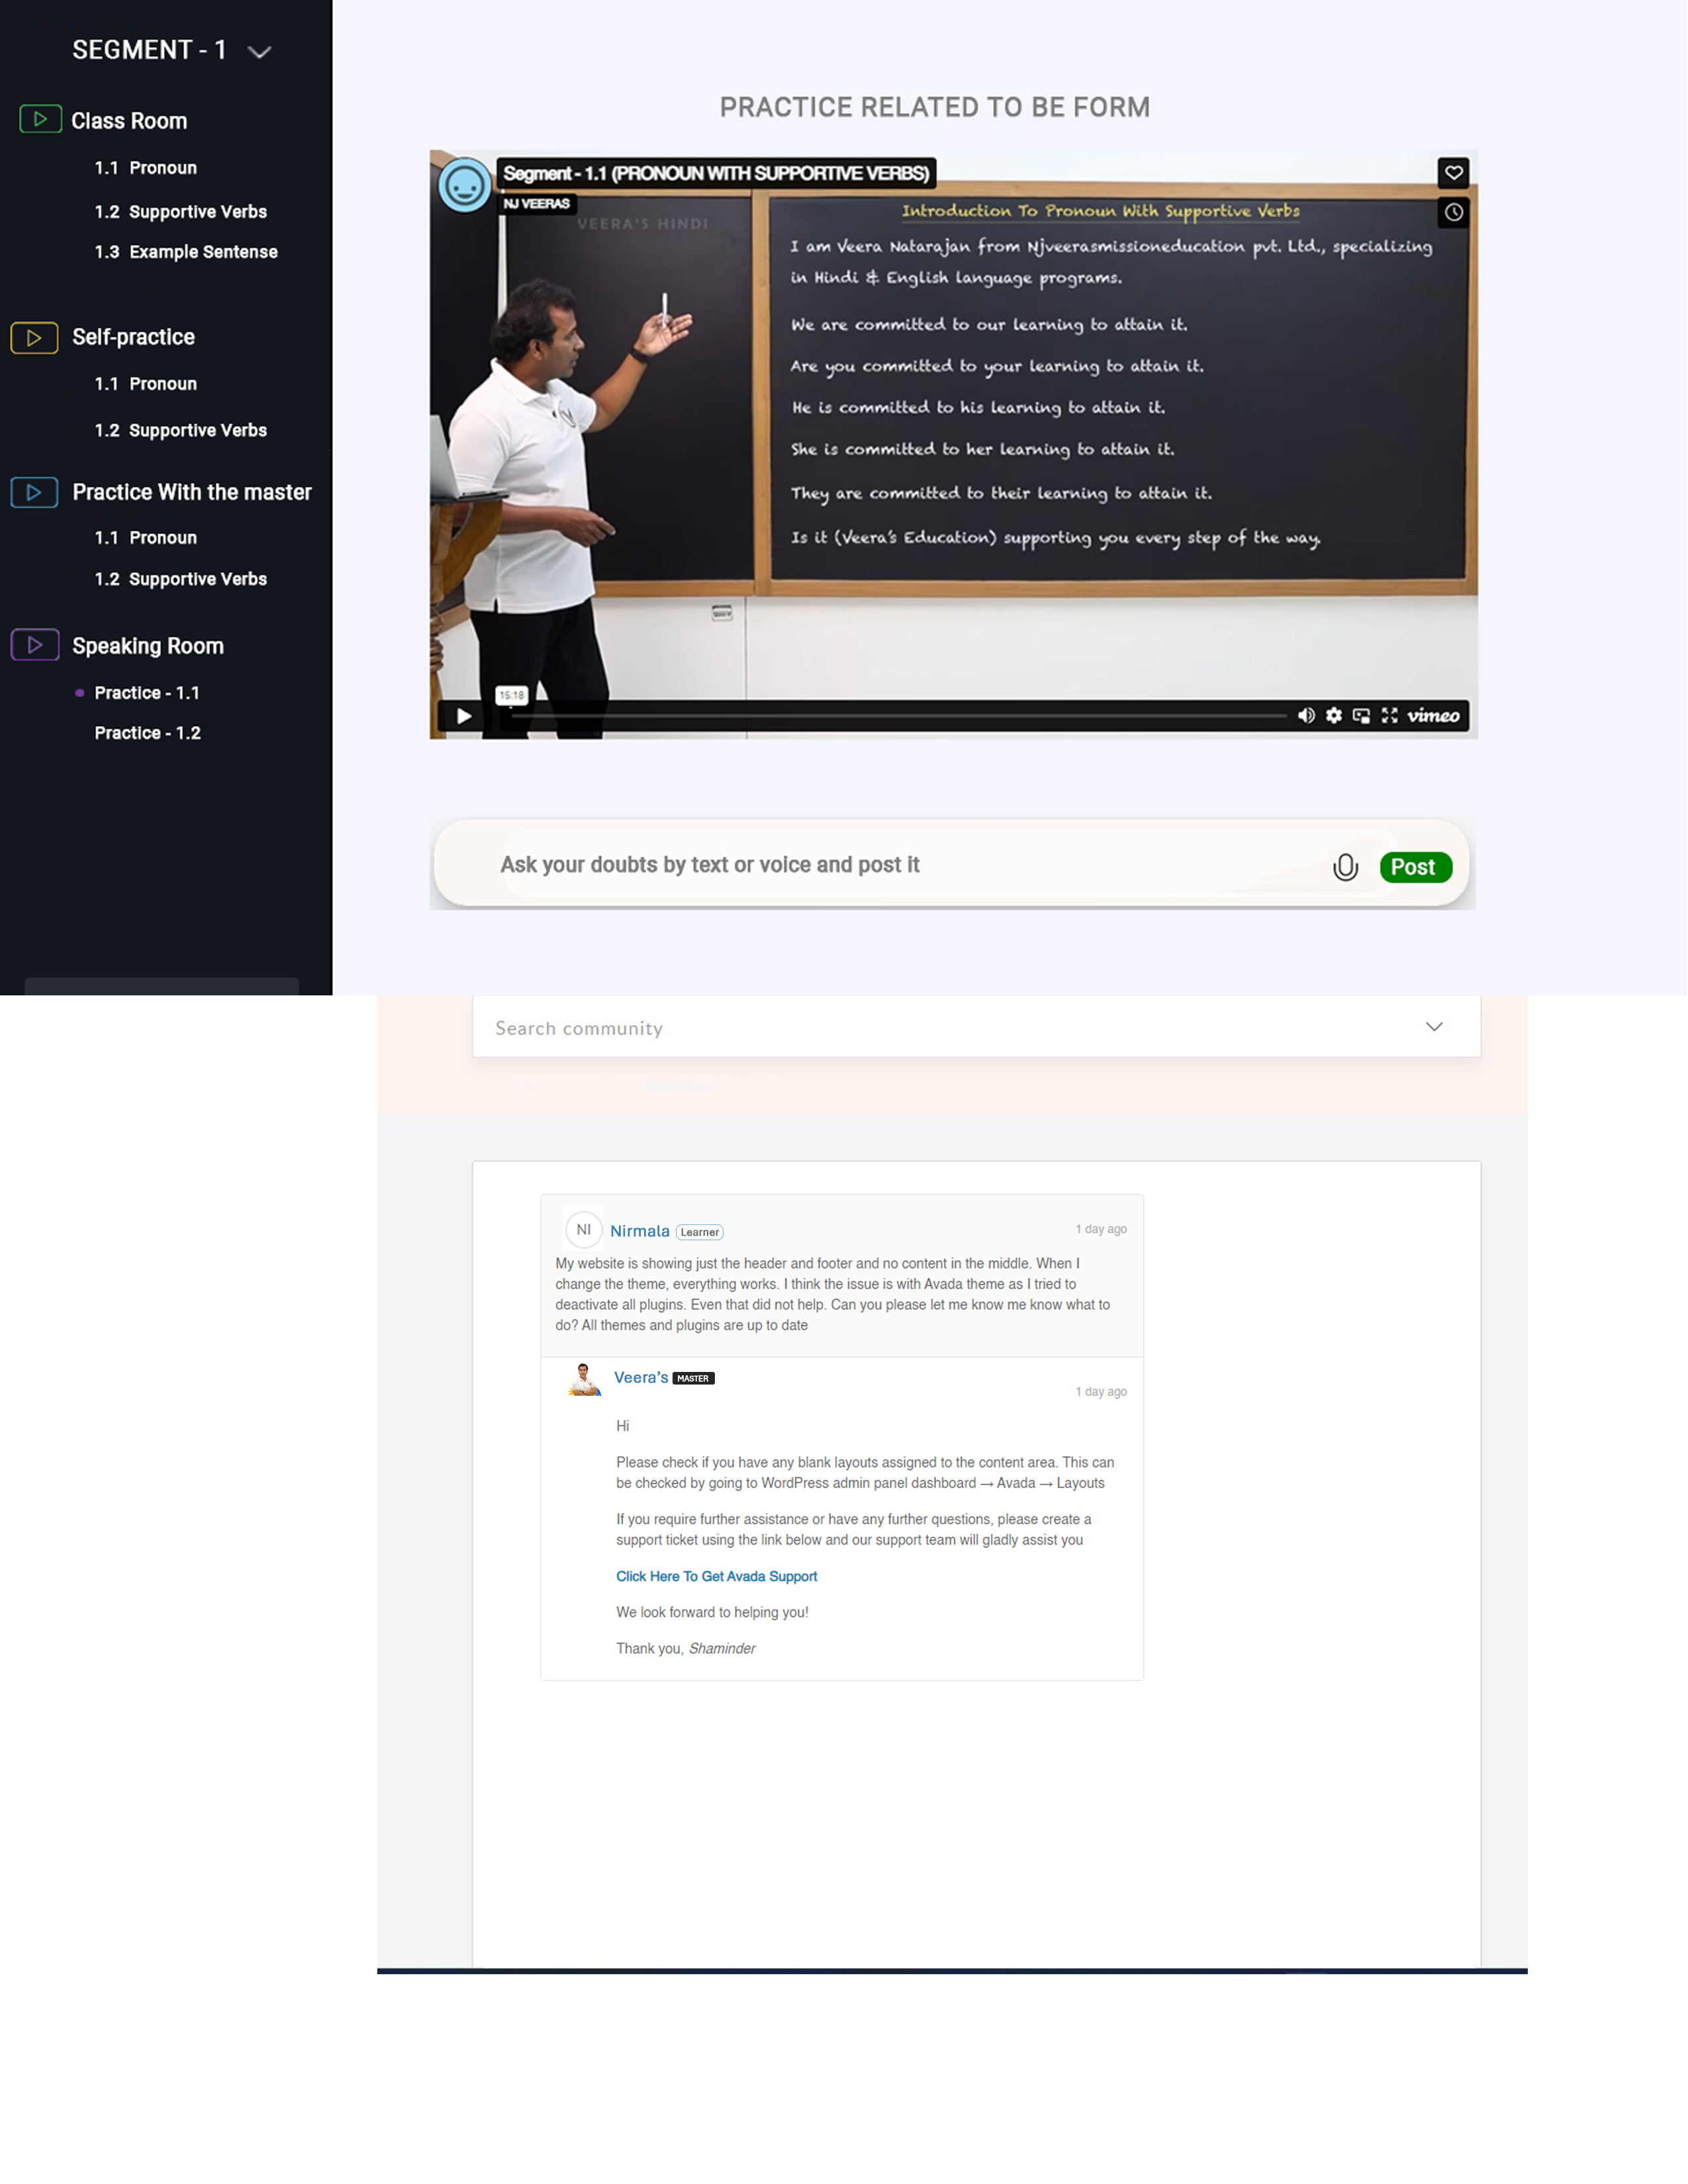 SEGMENT - 1
Class Room
1.1 Pronoun
1.2 Supportive Verbs
1.3 Example Sentence
Self-practice
1.1 Pronoun
1.2 Supportive Verbs
Practice With the master
1.1 Pronoun
1.2 Supportive Verbs
Speaking Room
Practice - 1.1
Practice - 1.2
PRACTICE RELATED TO BE FORM
Segment - 1.1 (PRONOUN WITH SUPPORTIVE VERBS)
NJ VEERAS
VEERA'S HINDI
Introduction To Pronoun With Supportive Verbs
I am Veera Natarajan from Njveerasmissioneducation pvt. Ltd., specializing
in Hindi & English language programs.
We are committed to our learning to attain it.
Are you committed to your learning to attain it.
He is committed to his learning to attain it.
She is committed to her learning to attain it.
They are committed to their learning to attain it.
Is it (Veera's Education) supporting you every step of the way.
15:18
vimeo
Ask your doubts by text or voice and post it
Post
Search community
NI
Nirmala Learner
1 day ago
My website is showing just the header and footer and no content in the middle. When I
change the theme, everything works. I think the issue is with Avada theme as I tried to
deactivate all plugins. Even that did not help. Can you please let me know me know what to
do? All themes and plugins are up to date
Veera's MASTER
1 day ago
Hi
Please check if you have any blank layouts assigned to the content area. This can
be checked by going to WordPress admin panel dashboard → Avada → Layouts
If you require further assistance or have any further questions, please create a
support ticket using the link below and our support team will gladly assist you
Click Here To Get Avada Support
We look forward to helping you!
Thank you, Shaminder